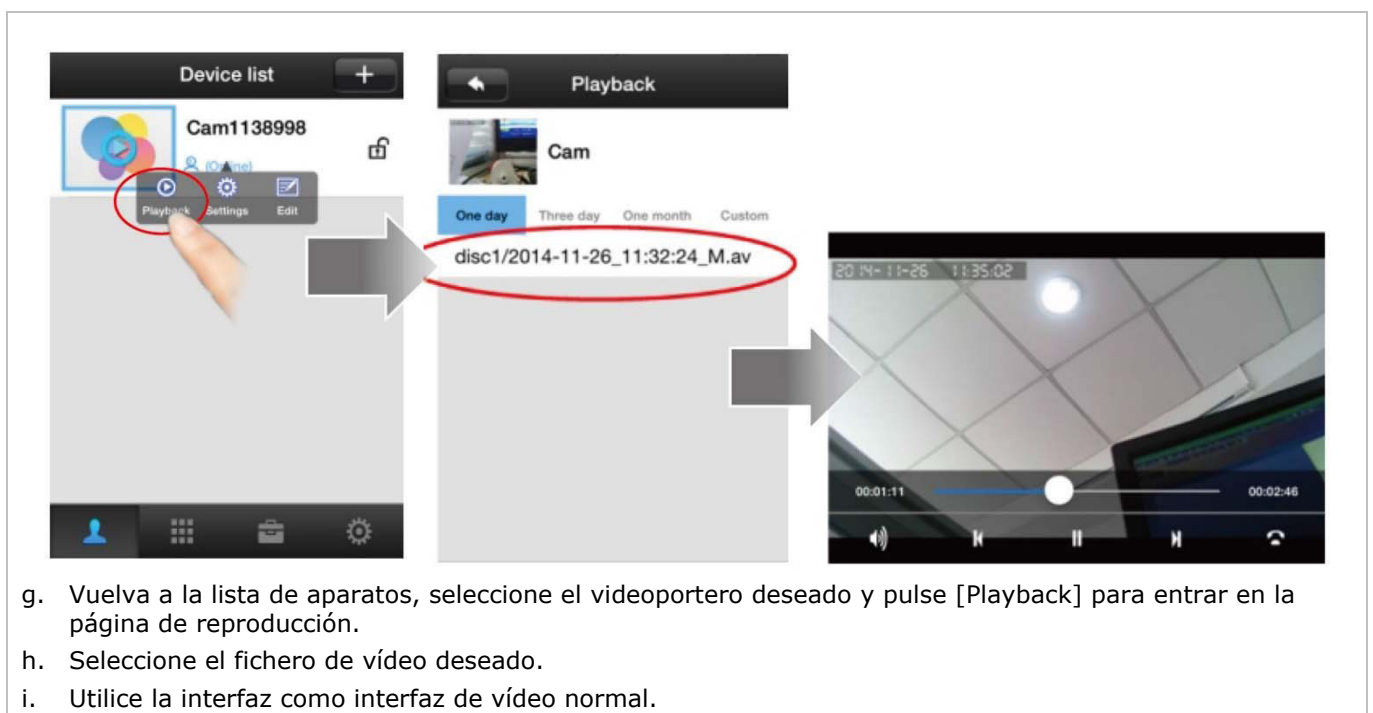 Device list
+
Cam1138998
(Online)
Playback Settings Edit
Playback
Cam
One day Three day One month Custom
disc1/2014-11-26_11:32:24_M.av
2014-11-26 11:35:02
00:01:11 00:02:46
g. Vuelva a la lista de aparatos, seleccione el videoportero deseado y pulse [Playback] para entrar en la
página de reproducción.
h. Seleccione el fichero de vídeo deseado.
i. Utilice la interfaz como interfaz de vídeo normal.